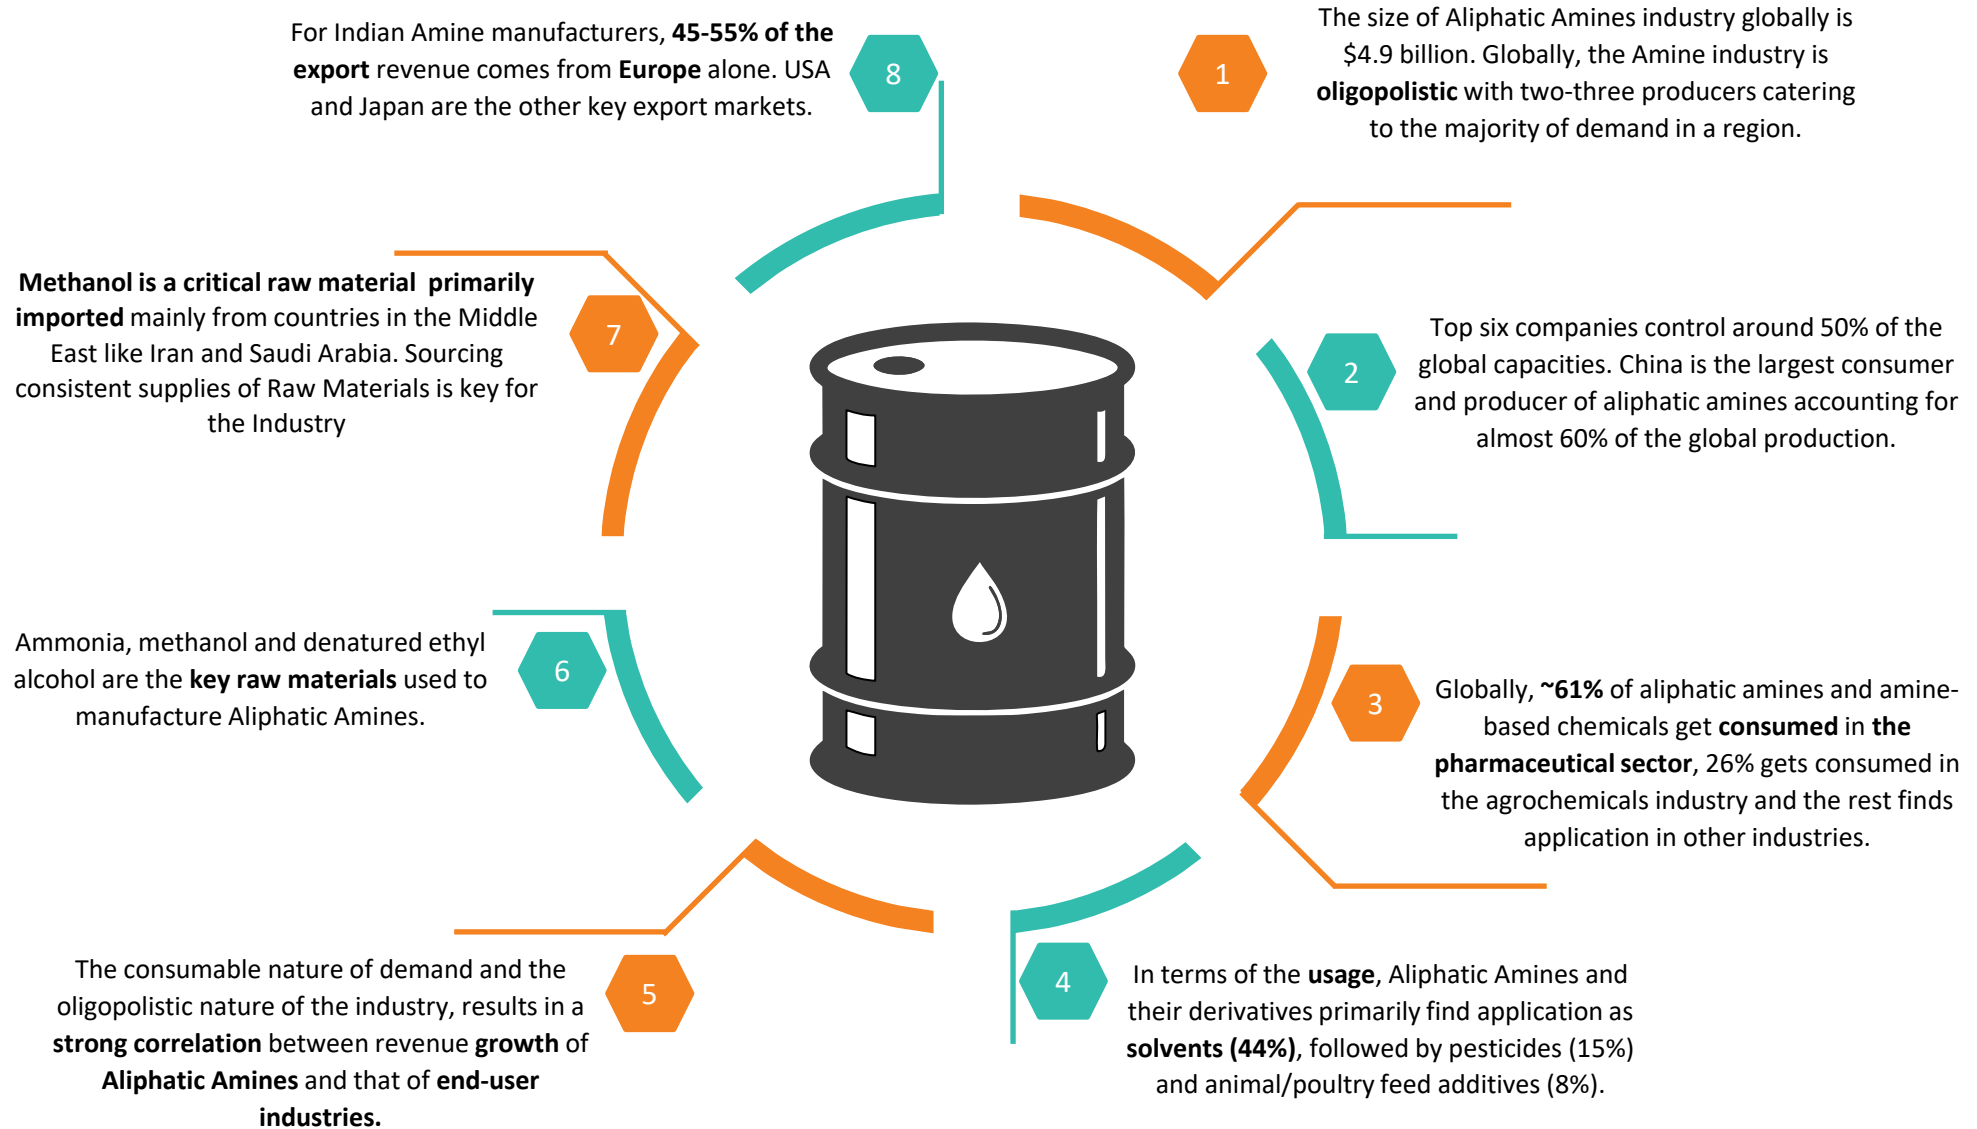 1
The size of Aliphatic Amines industry globally is
$4.9 billion. Globally, the Amine industry is
oligopolistic with two-three producers catering
to the majority of demand in a region.
2
Top six companies control around 50% of the
global capacities. China is the largest consumer
and producer of aliphatic amines accounting for
almost 60% of the global production.
3
Globally, ~61% of aliphatic amines and amine-
based chemicals get consumed in the
pharmaceutical sector, 26% gets consumed in
the agrochemicals industry and the rest finds
application in other industries.
4
In terms of the usage, Aliphatic Amines and
their derivatives primarily find application as
solvents (44%), followed by pesticides (15%)
and animal/poultry feed additives (8%).
5
The consumable nature of demand and the
oligopolistic nature of the industry, results in a
strong correlation between revenue growth of
Aliphatic Amines and that of end-user
industries.
6
Ammonia, methanol and denatured ethyl
alcohol are the key raw materials used to
manufacture Aliphatic Amines.
7
Methanol is a critical raw material primarily
imported mainly from countries in the Middle
East like Iran and Saudi Arabia. Sourcing
consistent supplies of Raw Materials is key for
the Industry
8
For Indian Amine manufacturers, 45-55% of the
export revenue comes from Europe alone. USA
and Japan are the other key export markets.